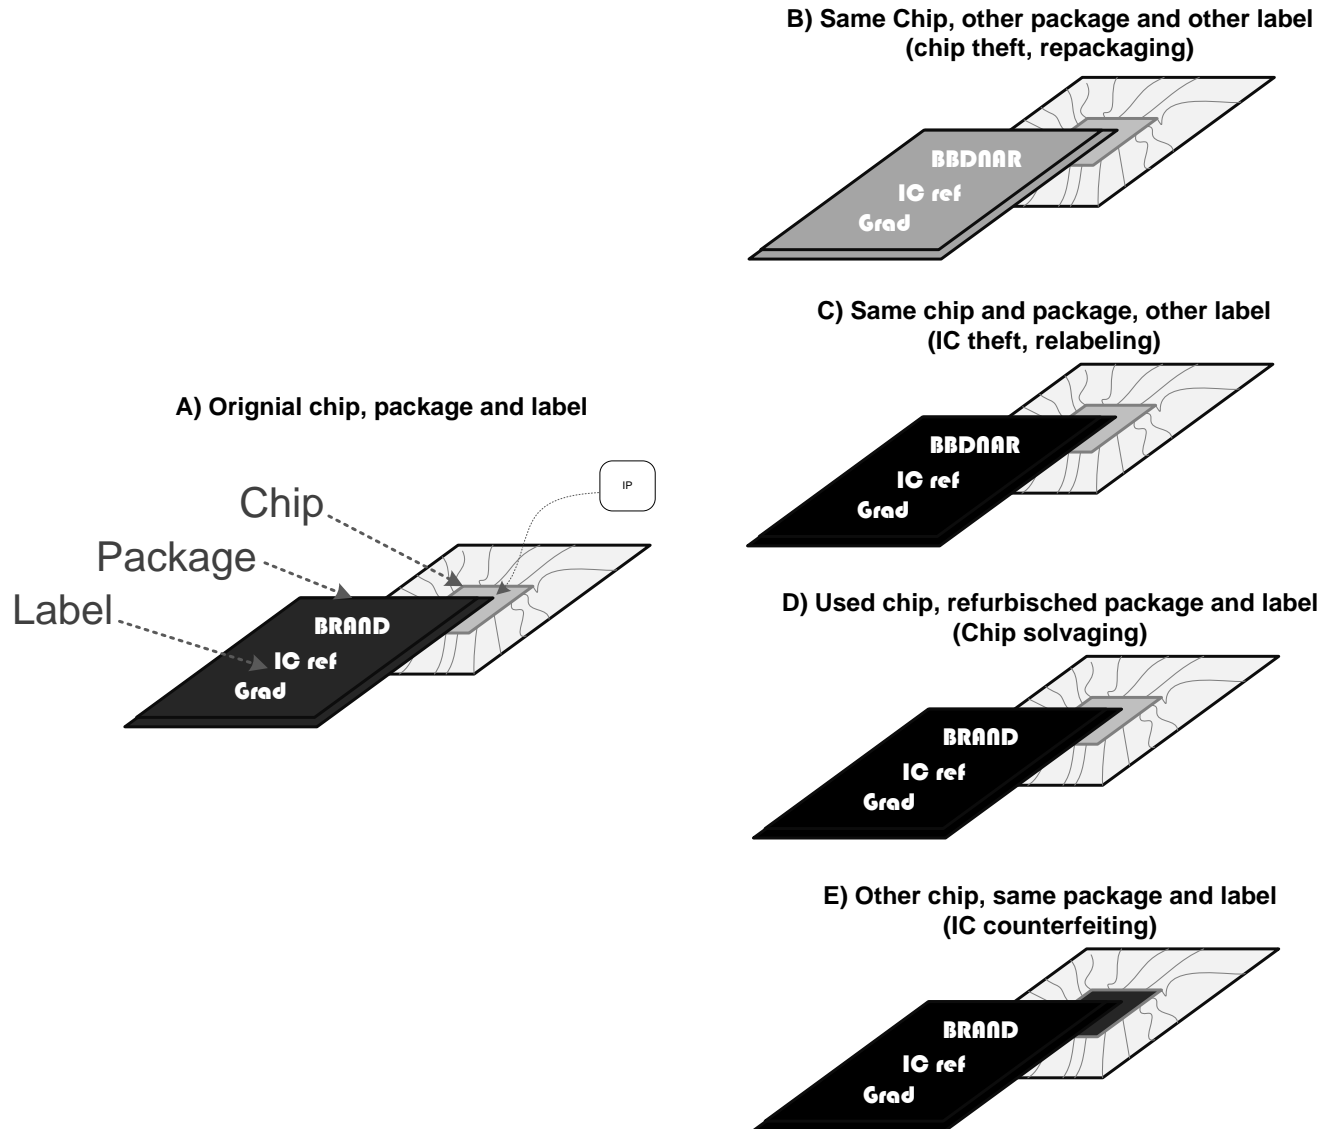 A) Orignial chip, package and label
Chip
IP
Package
Label
BRAND
IC ref
Grad
B) Same Chip, other package and other label
(chip theft, repackaging)
BBDNAR
IC ref
Grad
C) Same chip and package, other label
(IC theft, relabeling)
BBDNAR
IC ref
Grad
D) Used chip, refurbisched package and label
(Chip solvaging)
BRAND
IC ref
Grad
E) Other chip, same package and label
(IC counterfeiting)
BRAND
IC ref
Grad